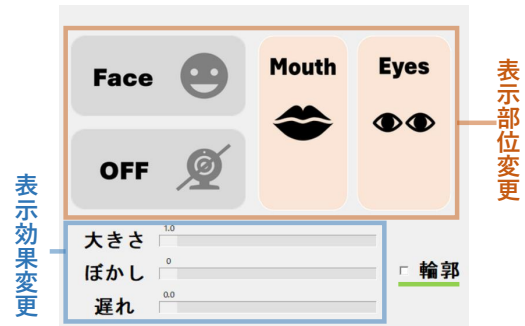 Face
Mouth
Eyes
OFF
表示部位変更
表示効果変更
1.0
大きさ
0
ぼかし
0.0
遅れ
輪郭